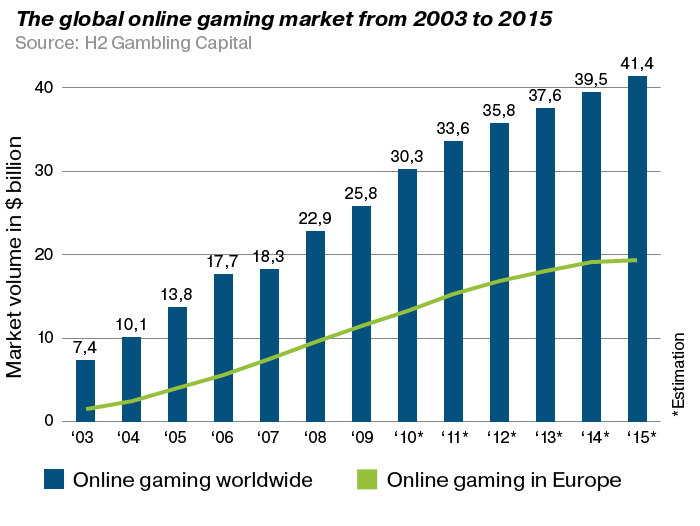 The global online gaming market from 2003 to 2015
Source: H2 Gambling Capital
Market volume in $ billion
40
30
20
10
0
7,4
10,1
13,8
17,7
18,3
22,9
25,8
30,3
33,6
35,8
37,6
39,5
41,4
‘03 ‘04 ‘05 ‘06 ‘07 ‘08 ‘09 ‘10* ‘11* ‘12* ‘13* ‘14* ‘15*
*Estimation
Online gaming worldwide
Online gaming in Europe